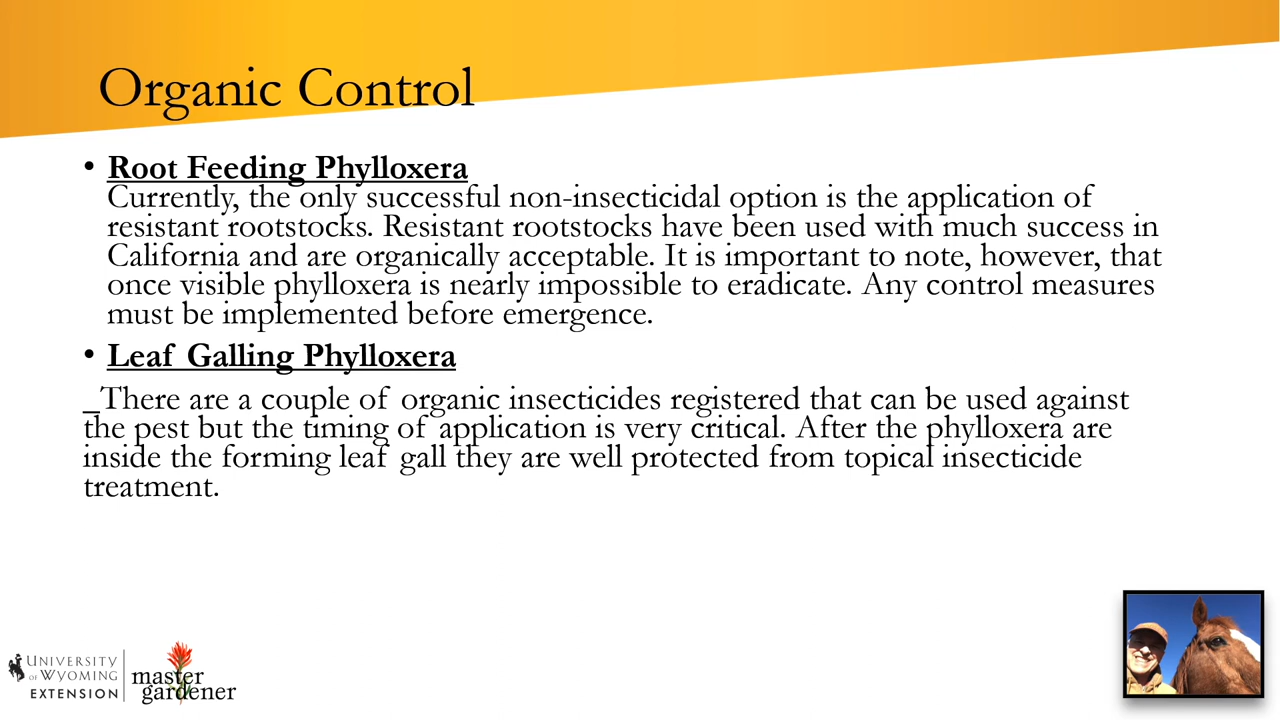 Organic Control
• Root Feeding Phylloxera
Currently, the only successful non-insecticidal option is the application of
resistant rootstocks. Resistant rootstocks have been used with much success in
California and are organically acceptable. It is important to note, however, that
once visible phylloxera is nearly impossible to eradicate. Any control measures
must be implemented before emergence.
• Leaf Galling Phylloxera
_There are a couple of organic insecticides registered that can be used against
the pest but the timing of application is very critical. After the phylloxera are
inside the forming leaf gall they are well protected from topical insecticide
treatment.
UNIVERSITY
OF WYOMING
EXTENSION
master
gardener